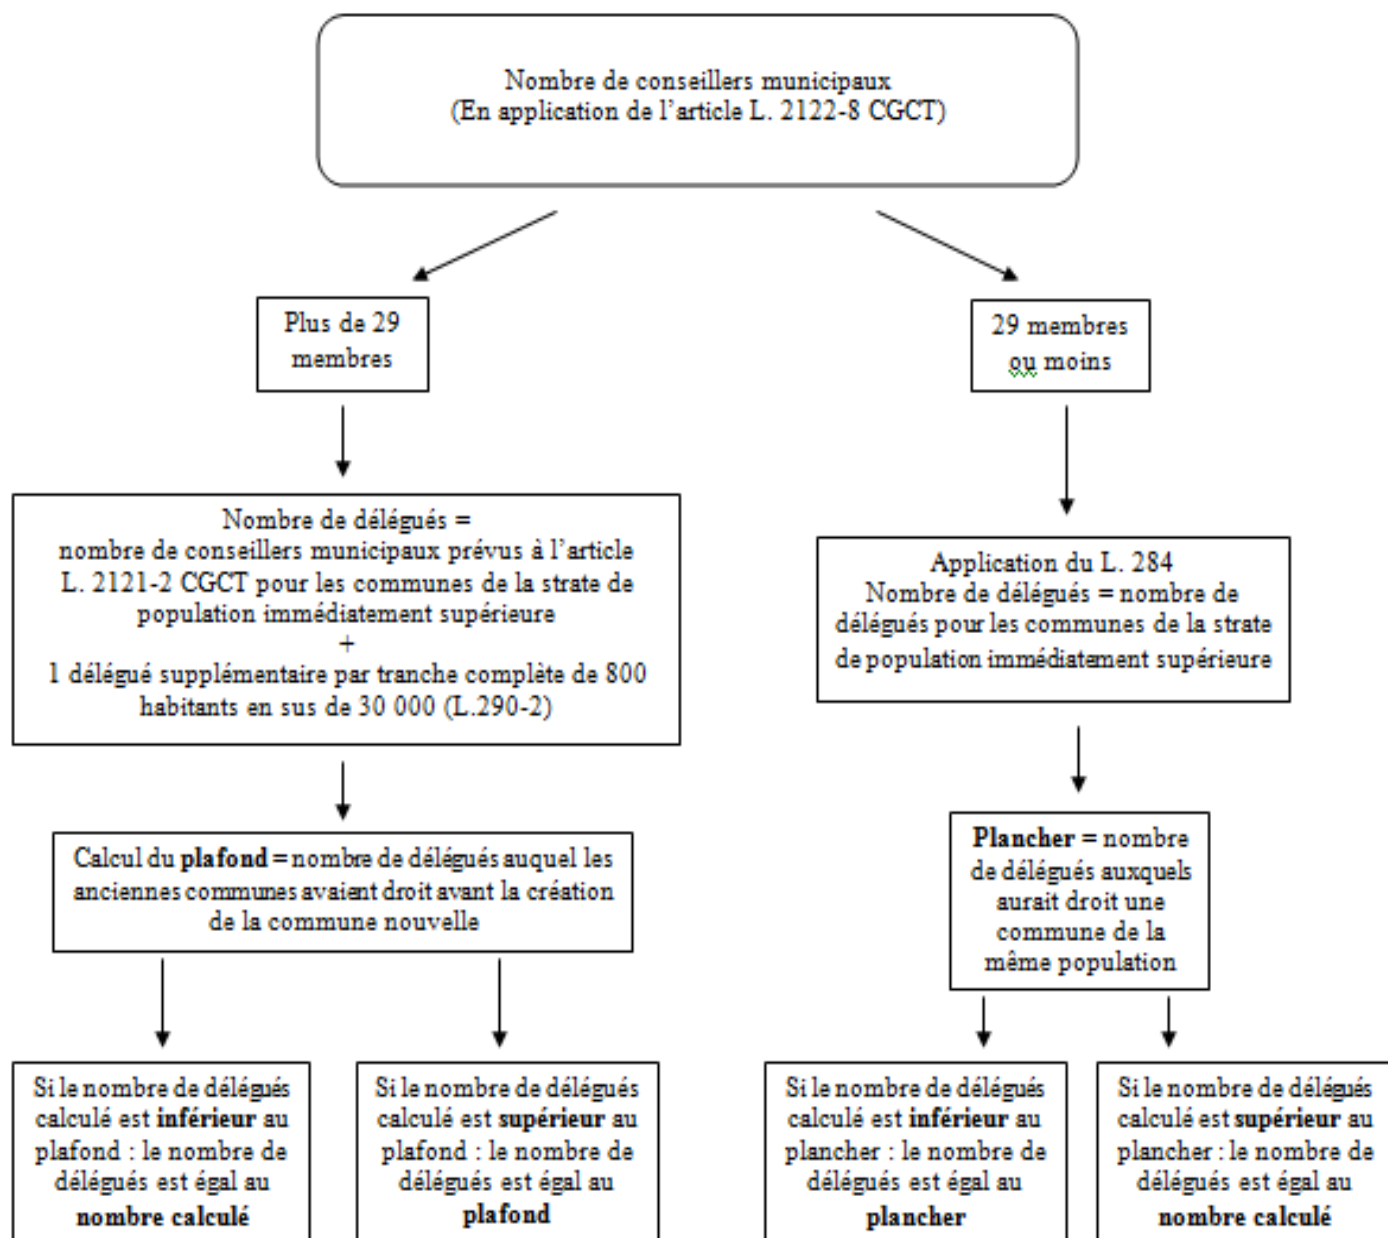 Nombre de conseillers municipaux
(En application de l'article L. 2122-8 CGCT)
Plus de 29
membres
29 membres
ou moins
Nombre de délégués =
nombre de conseillers municipaux prévus à l'article
L. 2121-2 CGCT pour les communes de la strate de
population immédiatement supérieure
+
1 délégué supplémentaire par tranche complète de 800
habitants en sus de 30 000 (L.290-2)
Application du L. 284
Nombre de délégués = nombre de
délégués pour les communes de la strate
de population immédiatement supérieure
Calcul du plafond = nombre de délégués auquel les
anciennes communes avaient droit avant la création
de la commune nouvelle
Plancher = nombre
de délégués auxquels
aurait droit une
commune de la
même population
Si le nombre de délégués
calculé est inférieur au
plafond : le nombre de
délégués est égal au
nombre calculé
Si le nombre de délégués
calculé est supérieur au
plafond : le nombre de
délégués est égal au
plafond
Si le nombre de délégués
calculé est inférieur au
plancher : le nombre de
délégués est égal au
plancher
Si le nombre de délégués
calculé est supérieur au
plancher : le nombre de
délégués est égal au
nombre calculé